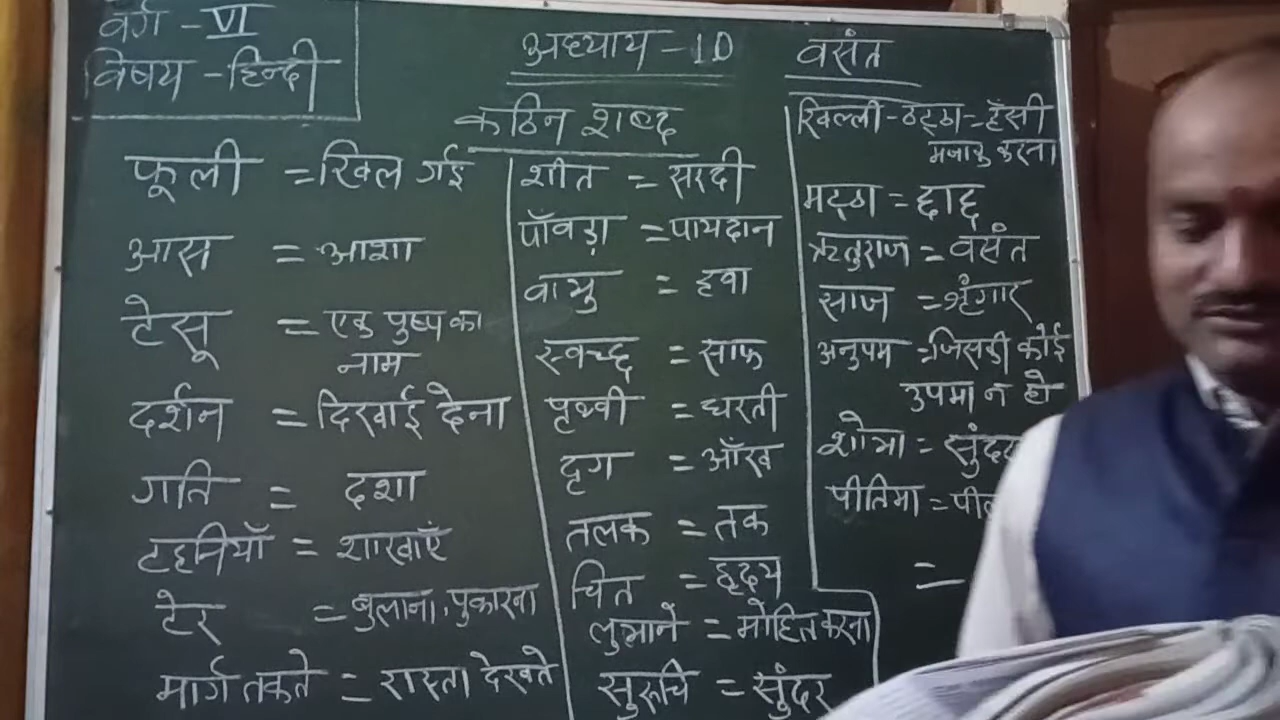 वर्ग - VI
विषय - हिन्दी
अध्याय - 10 वसंत
कठिन शब्द
फूली = खिल गई
आस = आशा
टेसू = एक पुष्प का
नाम
दर्शन = दिखाई देना
गति = दशा
टहनियाँ = शाखाएँ
टेर = बुलाना, पुकारना
मार्ग तकते = रास्ता देखते
शीत = सरदी
पाँवड़ा = पायदान
वायु = हवा
स्वच्छ = साफ
पृथ्वी = धरती
दृग = आँख
तलक = तक
चित = हृदय
लुभाने = मोहित करना
सुरुचि = सुंदर
खिल्ली-ठट्ठा = हँसी
मजाक करना
मट्ठा = छाछ
ऋतुराज = वसंत
साज = श्रृंगार
अनुपम = जिसकी कोई
उपमा न हो
शोभा = सुंदर
पीतिमा =
=